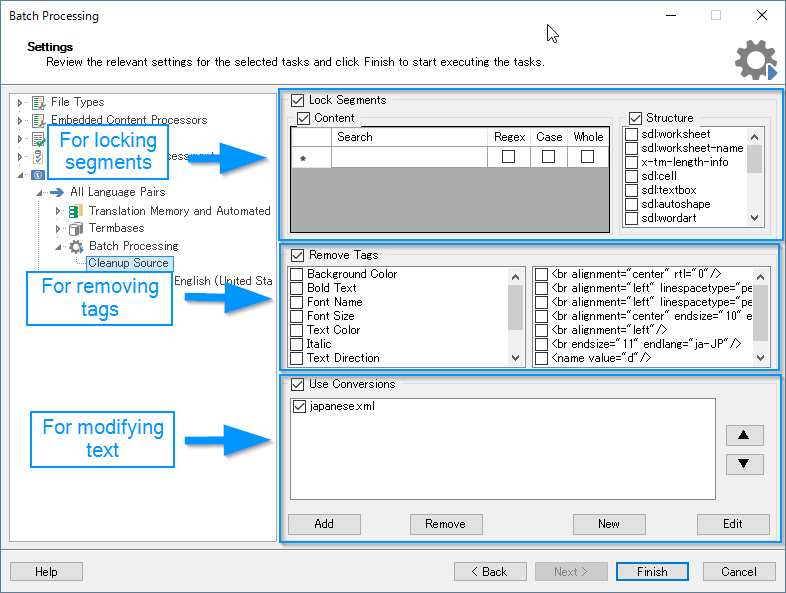 Batch Processing
Settings
Review the relevant settings for the selected tasks and click Finish to start executing the tasks.
File Types
Embedded Content Processors
For locking
segments
All Language Pairs
Translation Memory and Automated
Termbases
Batch Processing
Cleanup Source
English (United Sta
For removing
tags
For modifying
text
Lock Segments
Content
Search Regex Case Whole
*
Structure
sdl:worksheet
sdl:worksheet-name
x-tm-length-info
sdl:cell
sdl:textbox
sdl:autoshape
sdl:wordart
Remove Tags
Background Color
Bold Text
Font Name
Font Size
Text Color
Italic
Text Direction
<br alignment="center" rtl="0"/>
<br alignment="left" linespacetype="pe
<br alignment="left" linespacetype="pe
<br alignment="center" endsize="10" e
<br alignment="left"/>
<br endsize="11" endlang="ja-JP"/>
<name value="d"/>
Use Conversions
japanese.xml
Add Remove New Edit
Help < Back Next > Finish Cancel